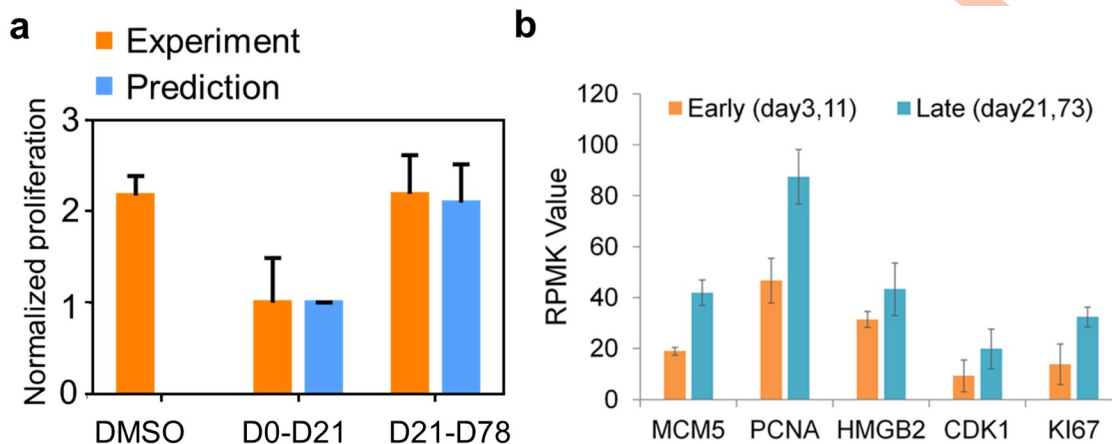 a
Experiment
Prediction
Normalized proliferation
3
2
1
0
DMSO
D0-D21
D21-D78
b
Early (day3,11)
Late (day21,73)
RPMK Value
120
100
80
60
40
20
0
MCM5
PCNA
HMGB2
CDK1
KI67